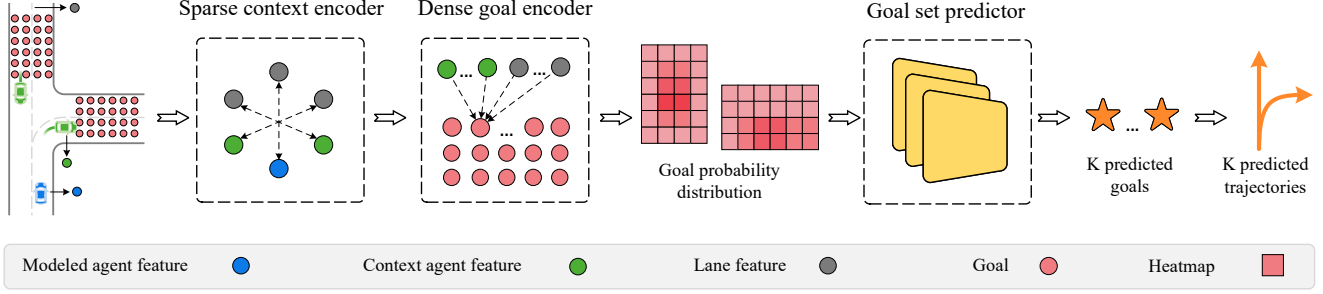 Sparse context encoder
Dense goal encoder
Goal set predictor
... ...
...
Goal probability
distribution
...
K predicted
goals
K predicted
trajectories
Modeled agent feature
Context agent feature
Lane feature
Goal
Heatmap